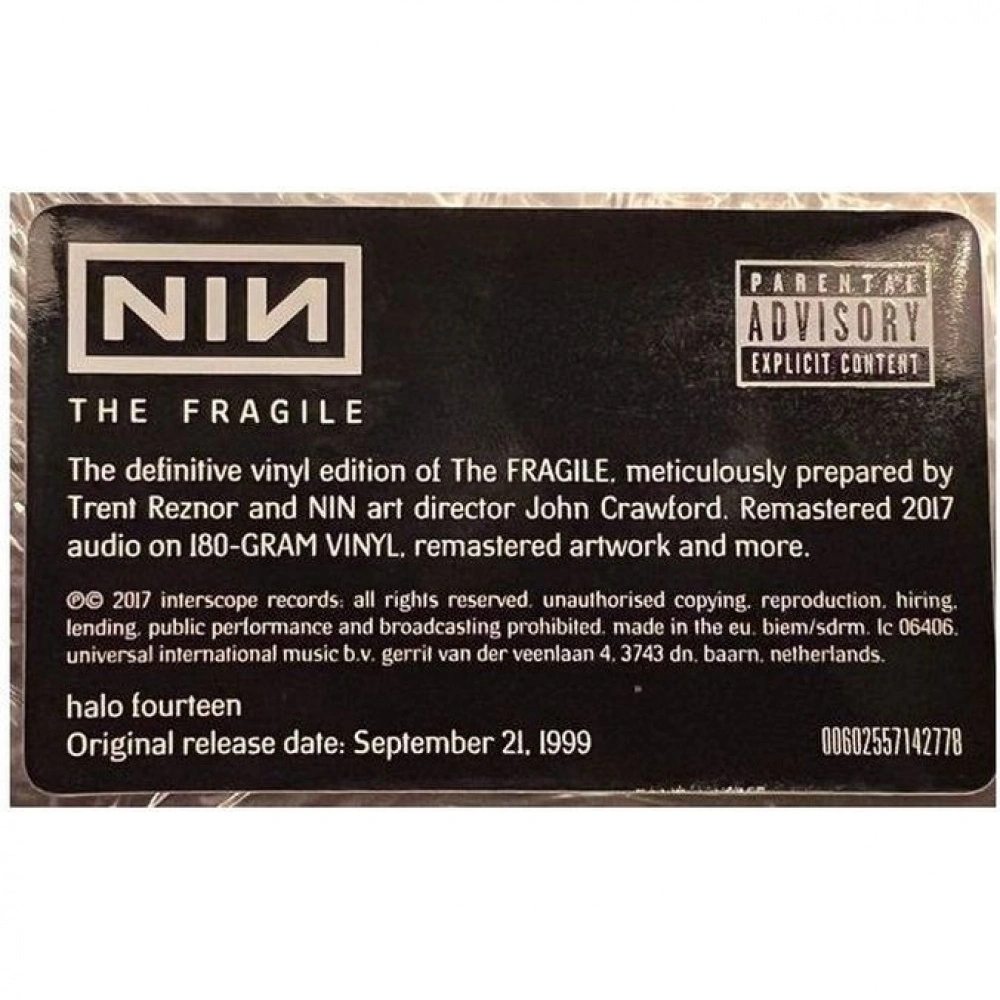 NIN
PARENTAL
ADVISORY
EXPLICIT CONTENT
THE FRAGILE
The definitive vinyl edition of The FRAGILE, meticulously prepared by
Trent Reznor and NIN art director John Crawford. Remastered 2017
audio on 180-GRAM VINYL, remastered artwork and more.
℗© 2017 interscope records. all rights reserved. unauthorised copying, reproduction, hiring,
lending, public performance and broadcasting prohibited. made in the eu. biem/sdrm. lc 06406.
universal international music b.v. gerrit van der veenlaan 4, 3743 dn, baarn, netherlands.
halo fourteen
Original release date: September 21, 1999
00602557142778